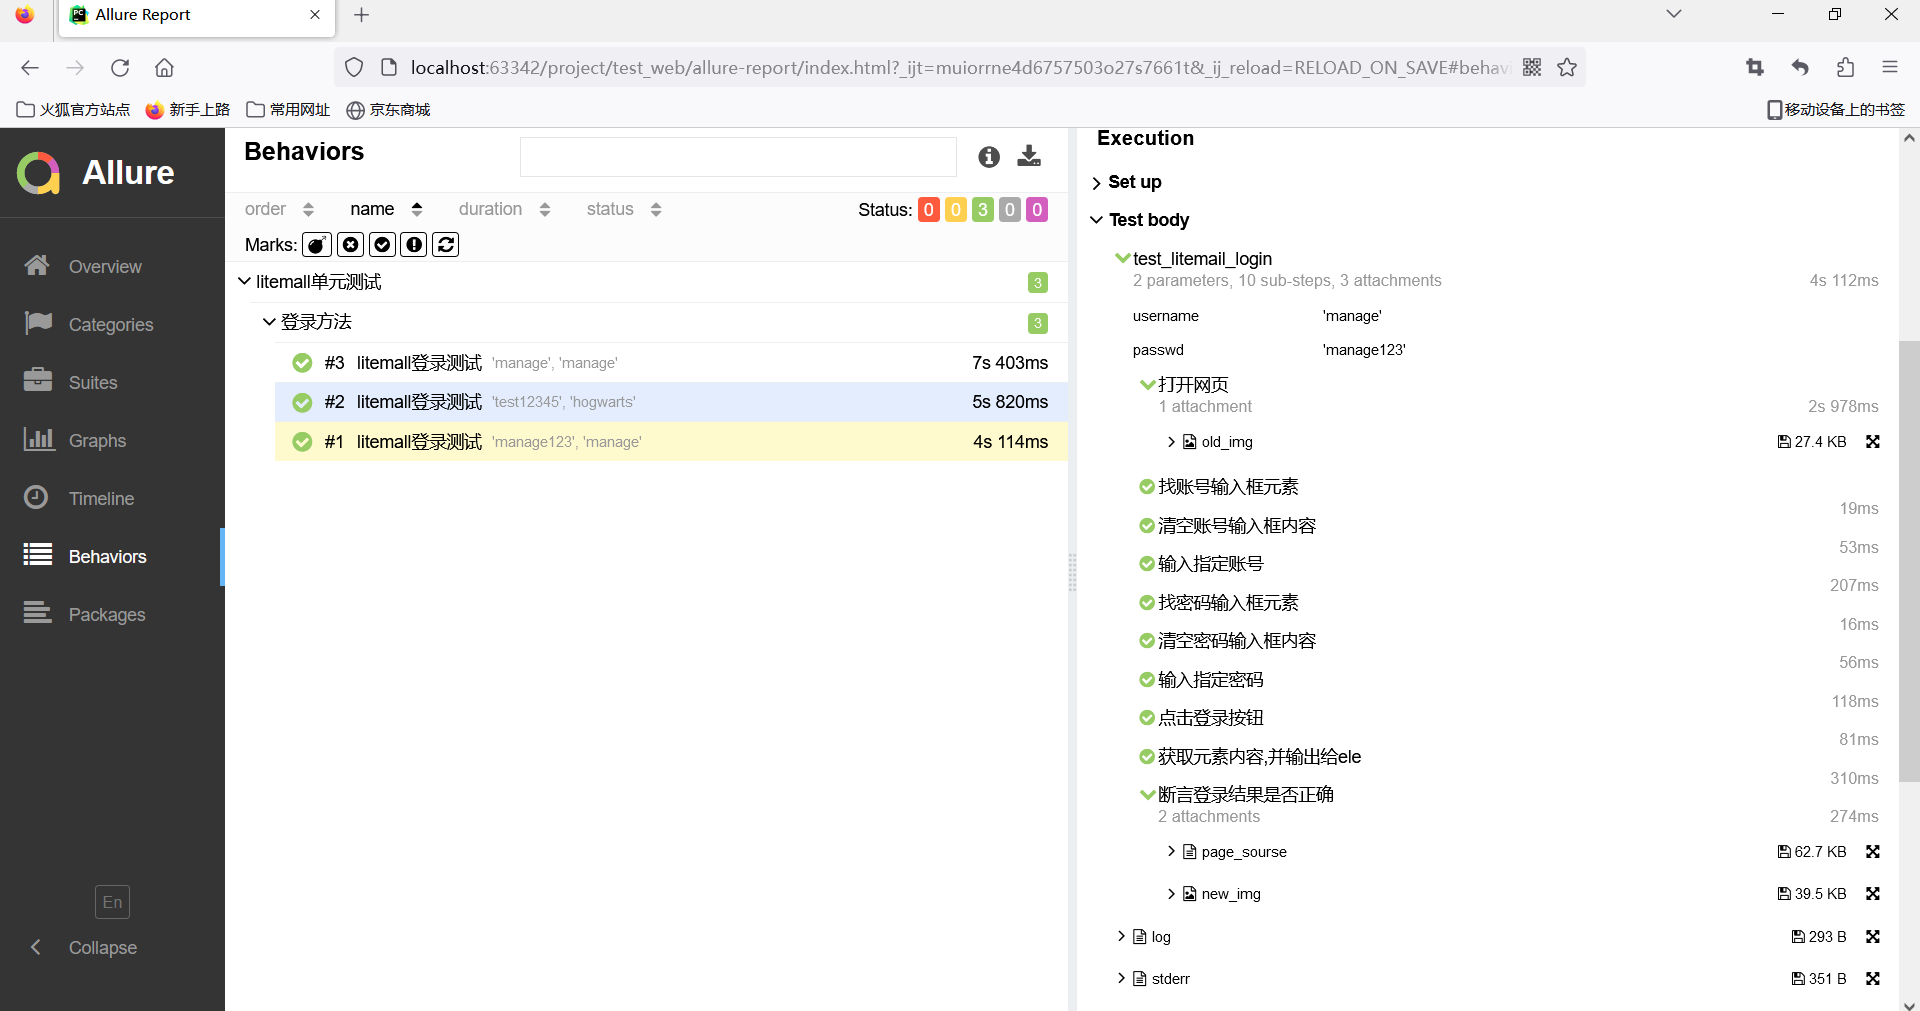 Allure Report
localhost:63342/project/test_web/allure-report/index.html?_ijt=muiorrne4d6757503o27s7661t&_ij_reload=RELOAD_ON_SAVE#behavi
火狐官方站点 新手上路 常用网址 京东商城 移动设备上的书签
Allure
Overview
Categories
Suites
Graphs
Timeline
Behaviors
Packages
En
Collapse
Behaviors
order name duration status Status: 0 0 3 0 0
Marks:
litemall单元测试 3
登录方法 3
#3 litemall登录测试 'manage', 'manage' 7s 403ms
#2 litemall登录测试 'test12345', 'hogwarts' 5s 820ms
#1 litemall登录测试 'manage123', 'manage' 4s 114ms
Execution
Set up
Test body
test_litemail_login
2 parameters, 10 sub-steps, 3 attachments 4s 112ms
username 'manage'
passwd 'manage123'
打开网页
1 attachment 2s 978ms
old_img 27.4 KB
找账号输入框元素
19ms
清空账号输入框内容
53ms
输入指定账号
207ms
找密码输入框元素
16ms
清空密码输入框内容
56ms
输入指定密码
118ms
点击登录按钮
81ms
获取元素内容,并输出给ele
310ms
断言登录结果是否正确
2 attachments 274ms
page_sourse 62.7 KB
new_img 39.5 KB
log 293 B
stderr 351 B